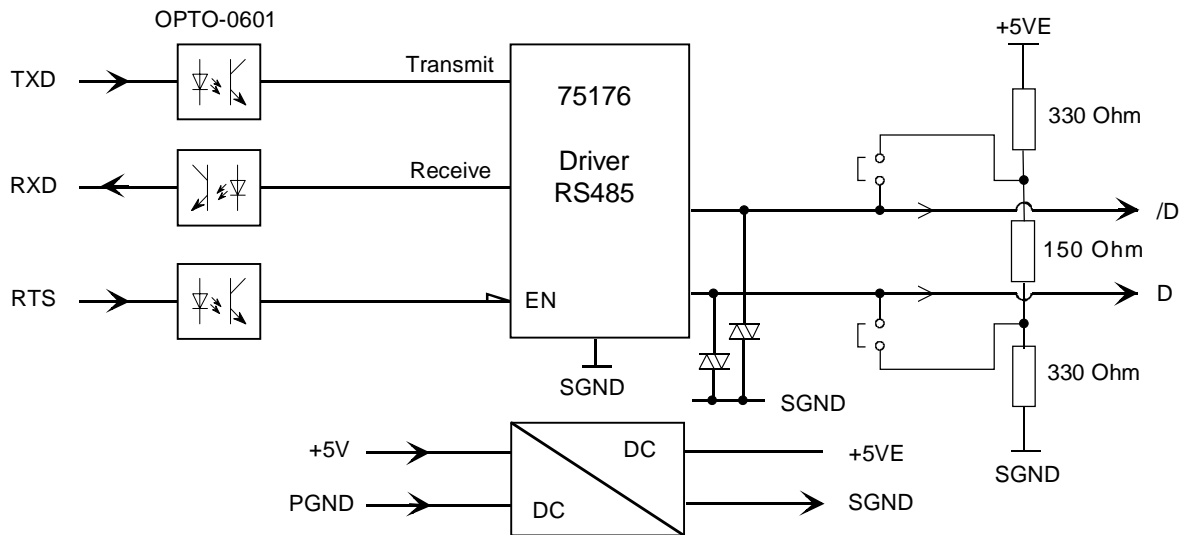 OPTO-0601
+5VE
TXD
Transmit
75176
330 Ohm
Driver
RS485
RXD
Receive
/D
150 Ohm
RTS
EN
D
SGND
330 Ohm
SGND
+5V
DC
+5VE
SGND
PGND
DC
SGND